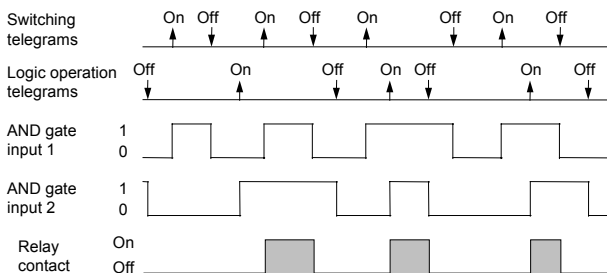 Switching telegrams On Off On Off On Off On Off
Logic operation telegrams Off On Off On Off On Off
AND gate input 1 1 0
AND gate input 2 1 0
Relay contact On Off